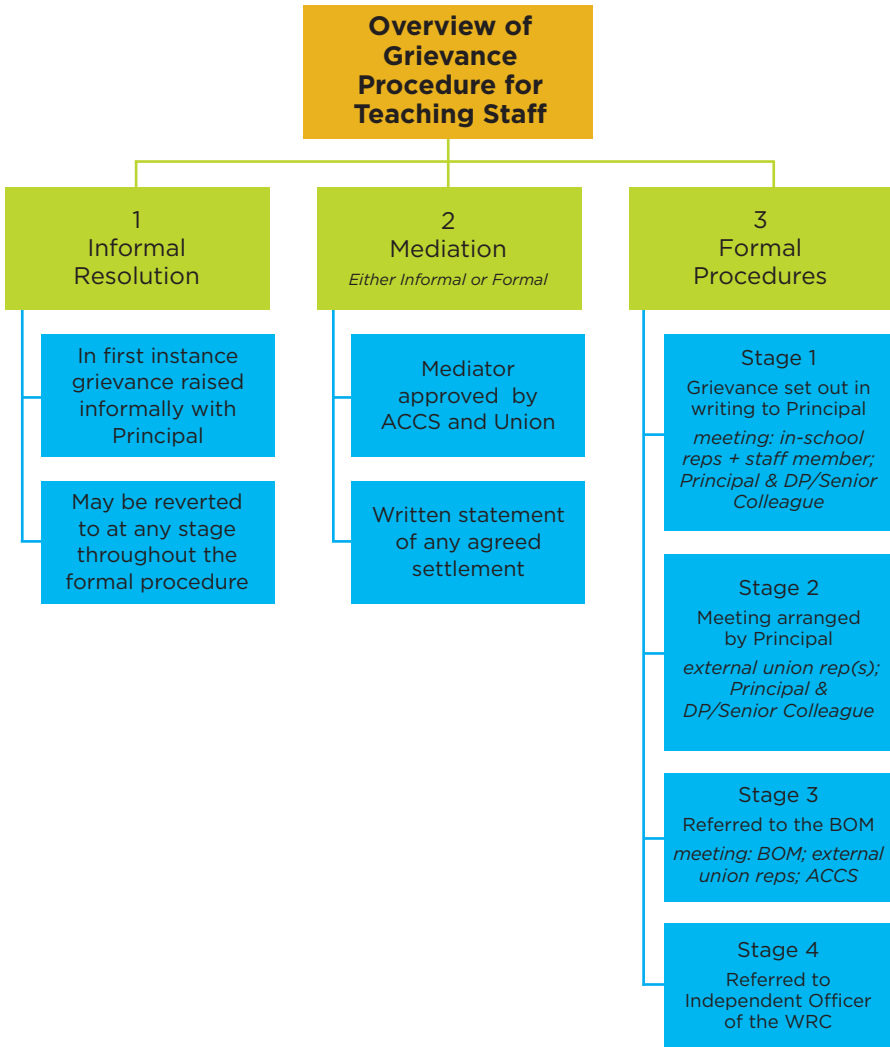 Overview of
Grievance
Procedure for
Teaching Staff
1
Informal
Resolution
In first instance
grievance raised
informally with
Principal
May be reverted
to at any stage
throughout the
formal procedure
2
Mediation
Either Informal or Formal
Mediator
approved by
ACCS and Union
Written statement
of any agreed
settlement
3
Formal
Procedures
Stage 1
Grievance set out in
writing to Principal
meeting: in-school
reps + staff member;
Principal & DP/Senior
Colleague
Stage 2
Meeting arranged
by Principal
external union rep(s);
Principal &
DP/Senior Colleague
Stage 3
Referred to the BOM
meeting: BOM; external
union reps; ACCS
Stage 4
Referred to
Independent Officer
of the WRC